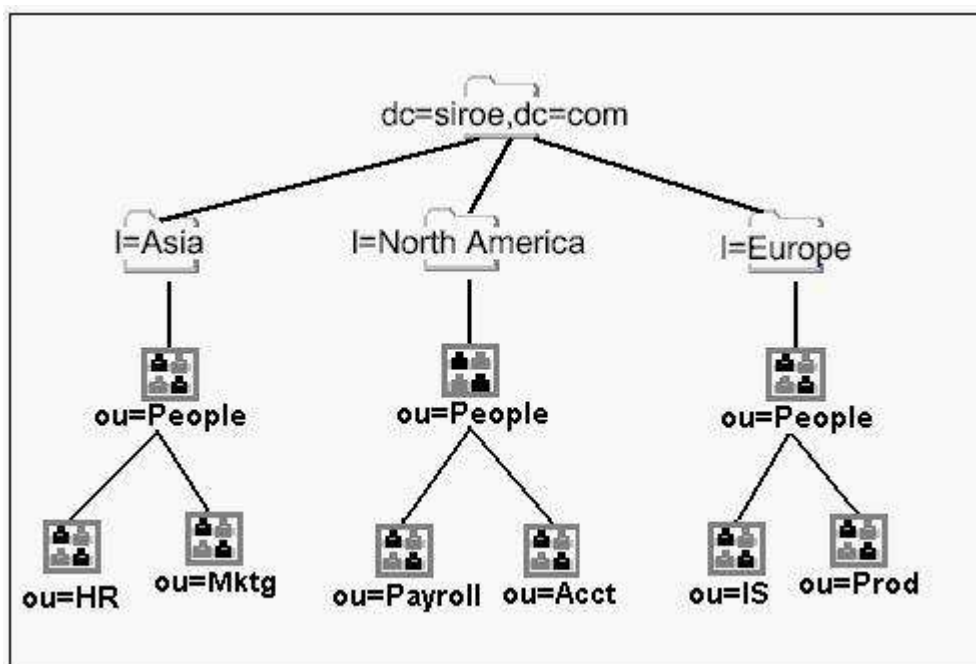 dc=siroe,dc=com
l=Asia
l=North America
l=Europe
ou=People
ou=People
ou=People
ou=HR
ou=Mktg
ou=Payroll
ou=Acct
ou=IS
ou=Prod